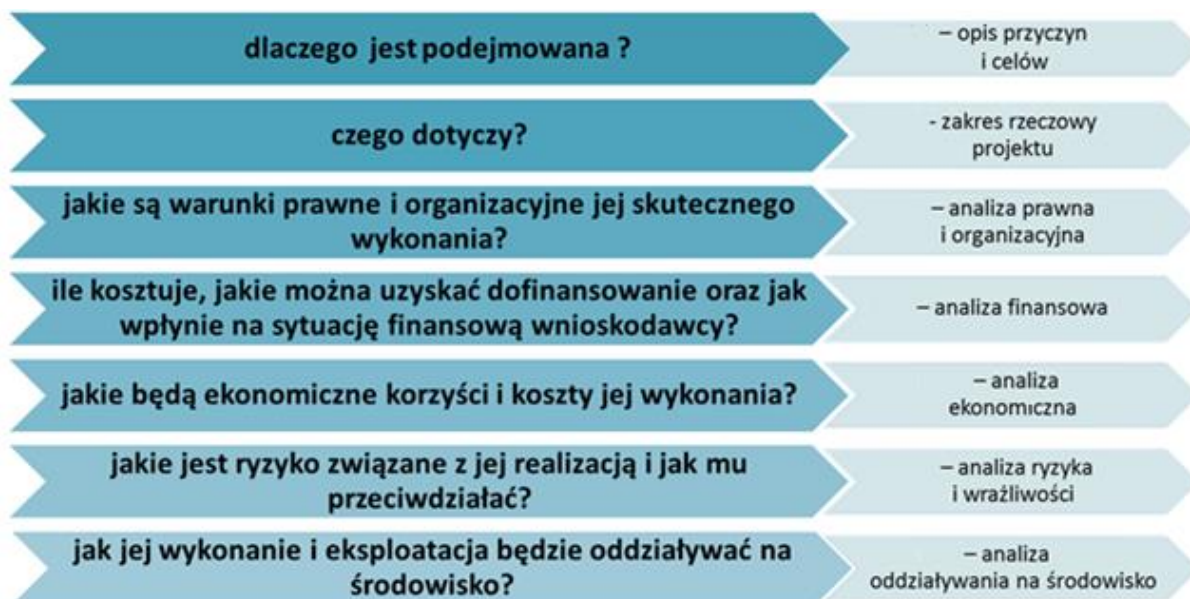 dlaczego jest podejmowana ?
– opis przyczyn
i celów
czego dotyczy?
- zakres rzeczowy
projektu
jakie są warunki prawne i organizacyjne jej skutecznego
wykonania?
– analiza prawna
i organizacyjna
ile kosztuje, jakie można uzyskać dofinansowanie oraz jak
wpłynie na sytuację finansową wnioskodawcy?
– analiza finansowa
jakie będą ekonomiczne korzyści i koszty jej wykonania?
– analiza
ekonomiczna
jakie jest ryzyko związane z jej realizacją i jak mu
przeciwdziałać?
– analiza ryzyka
i wrażliwości
jak jej wykonanie i eksploatacja będzie oddziaływać na
środowisko?
– analiza
oddziaływania na środowisko